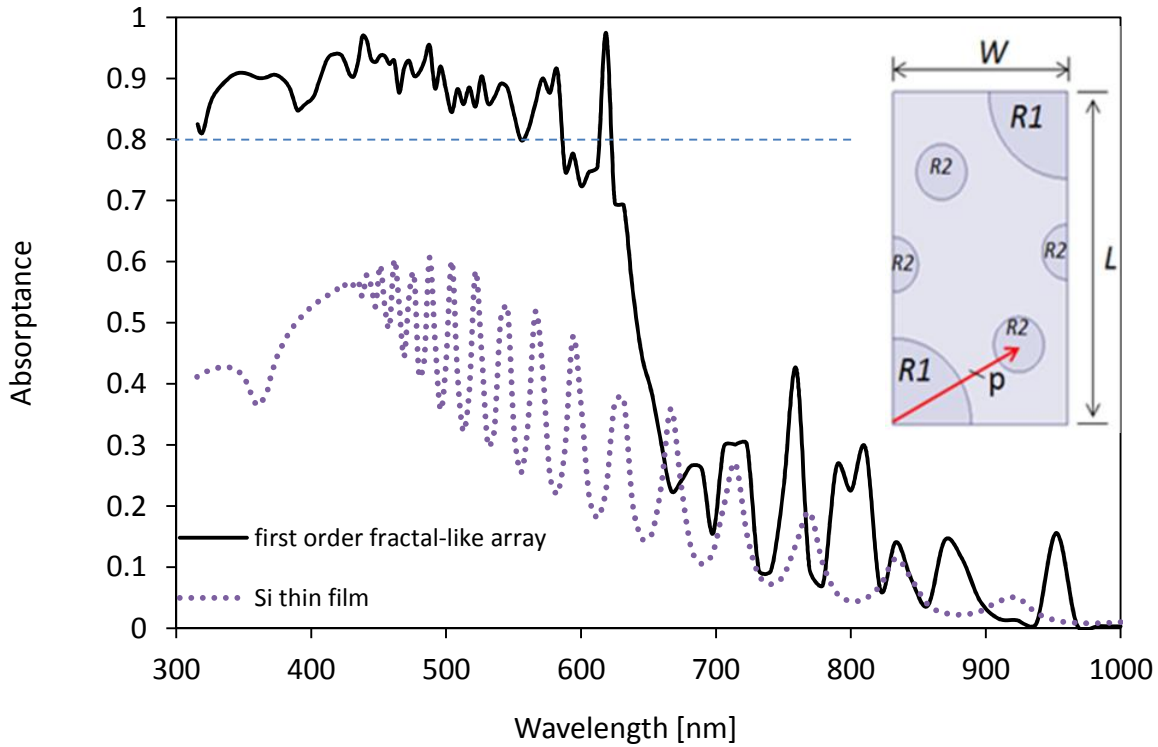 1
0.9
0.8
0.7
0.6
0.5
0.4
0.3
0.2
0.1
0
Absorptance
300 400 500 600 700 800 900 1000
Wavelength [nm]
first order fractal-like array
Si thin film
W
R1
R2
R2
R2
L
R2
R1
p